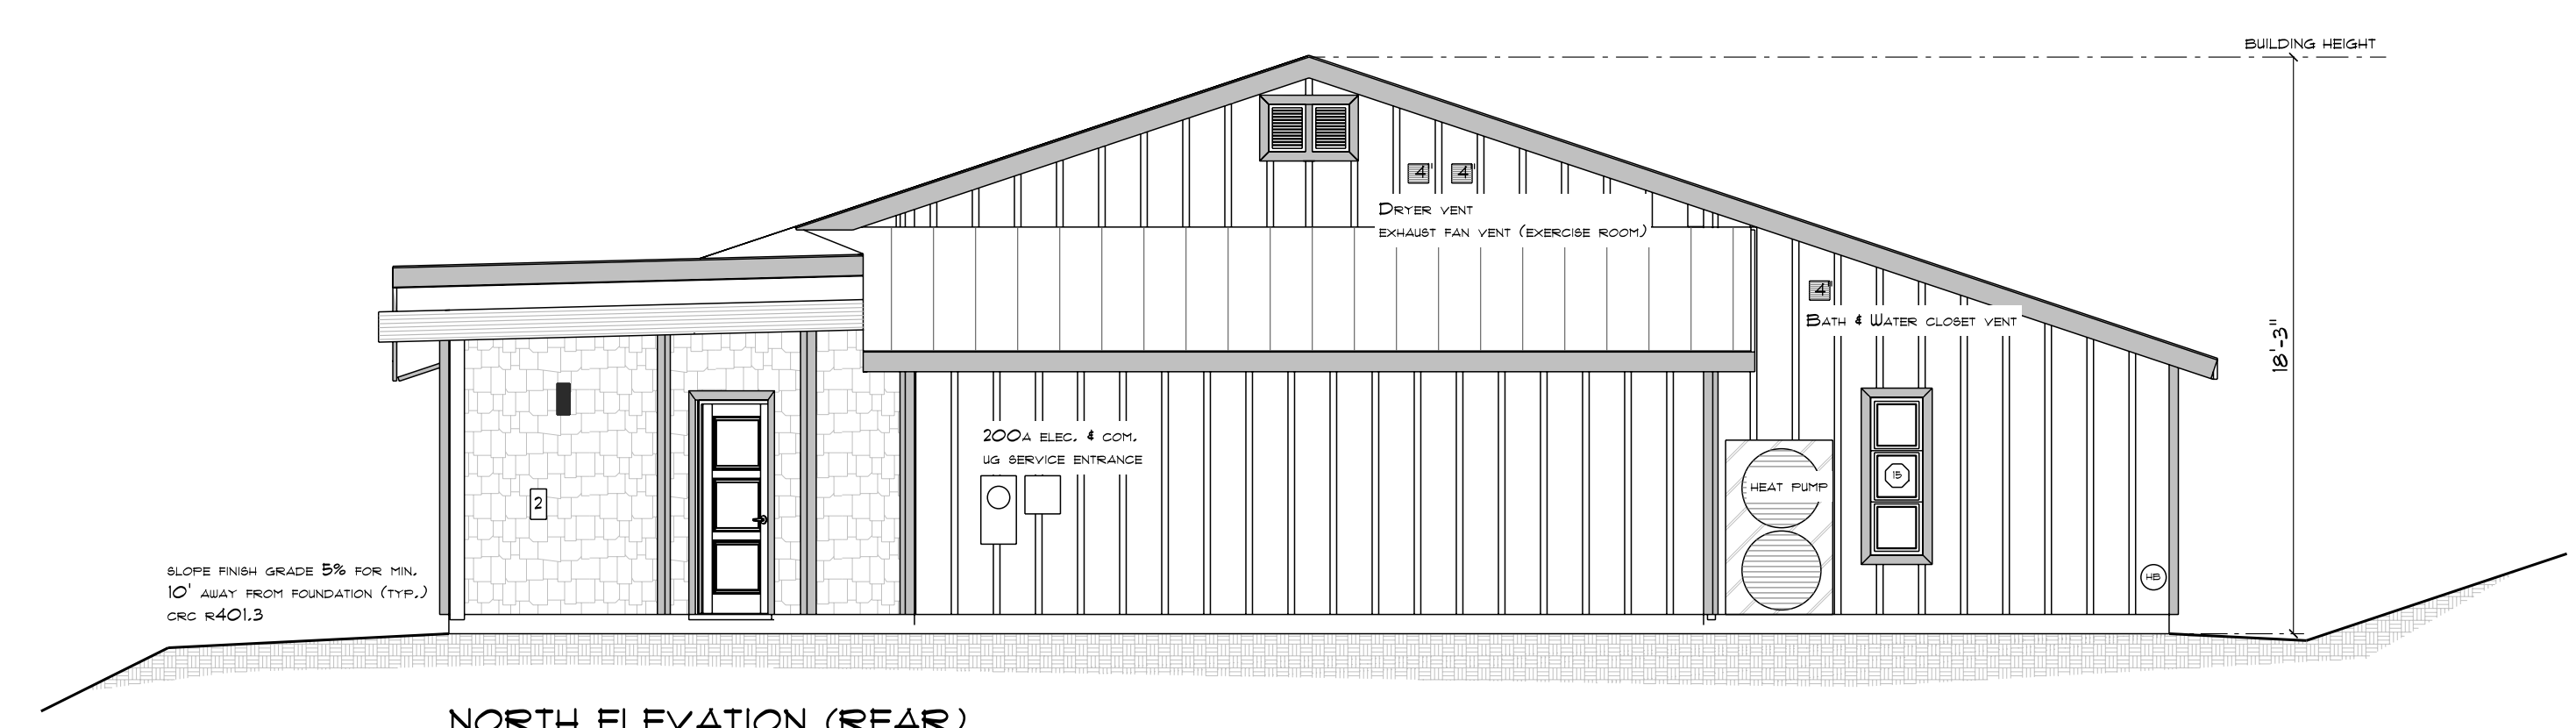 BUILDING HEIGHT
4" 4"
DRYER VENT
EXHAUST FAN VENT (EXERCISE ROOM)
4"
BATH & WATER CLOSET VENT
18'-3"
200A ELEC. & COM.
UG SERVICE ENTRANCE
HEAT PUMP
15
2
SLOPE FINISH GRADE 5% FOR MIN.
10' AWAY FROM FOUNDATION (TYP.)
CRC R401.3
HB
NORTH ELEVATION (REAR)